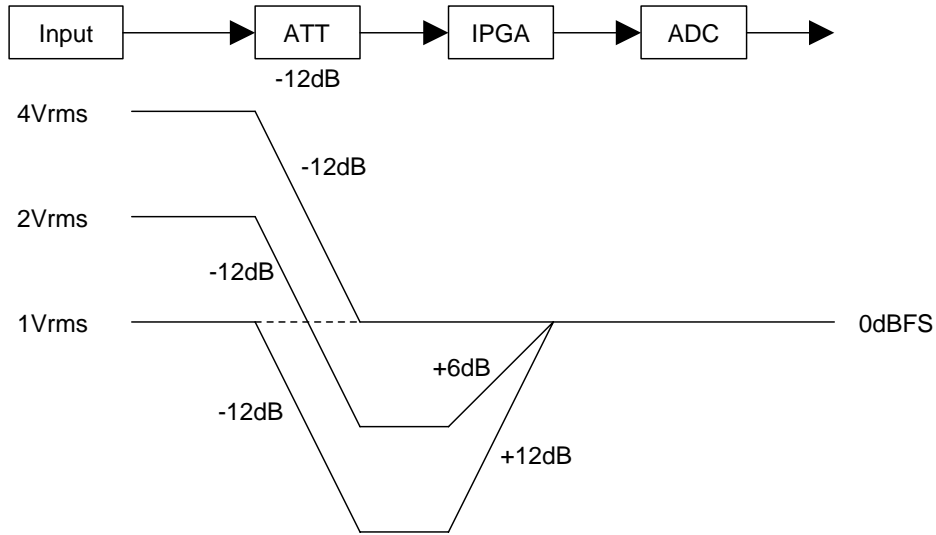 Input ATT IPGA ADC
-12dB
4Vrms
-12dB
2Vrms
-12dB
1Vrms 0dBFS
+6dB
-12dB
+12dB